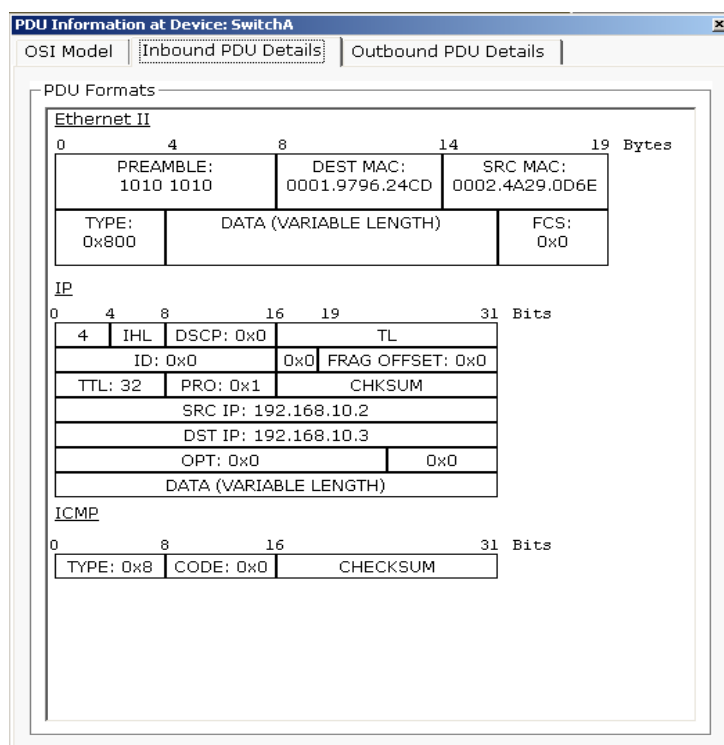 PDU Information at Device: SwitchA
OSI Model Inbound PDU Details Outbound PDU Details
PDU Formats
Ethernet II
0 4 8 14 19 Bytes
PREAMBLE: 1010 1010 DEST MAC: 0001.9796.24CD SRC MAC: 0002.4A29.0D6E
TYPE: 0x800 DATA (VARIABLE LENGTH) FCS: 0x0
IP
0 4 8 16 19 31 Bits
4 IHL DSCP: 0x0 TL
ID: 0x0 0x0 FRAG OFFSET: 0x0
TTL: 32 PRO: 0x1 CHKSUM
SRC IP: 192.168.10.2
DST IP: 192.168.10.3
OPT: 0x0 0x0
DATA (VARIABLE LENGTH)
ICMP
0 8 16 31 Bits
TYPE: 0x8 CODE: 0x0 CHECKSUM